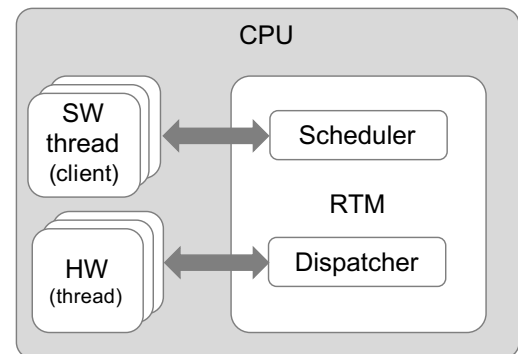 CPU
SW
thread
(client)
Scheduler
RTM
HW
(thread)
Dispatcher